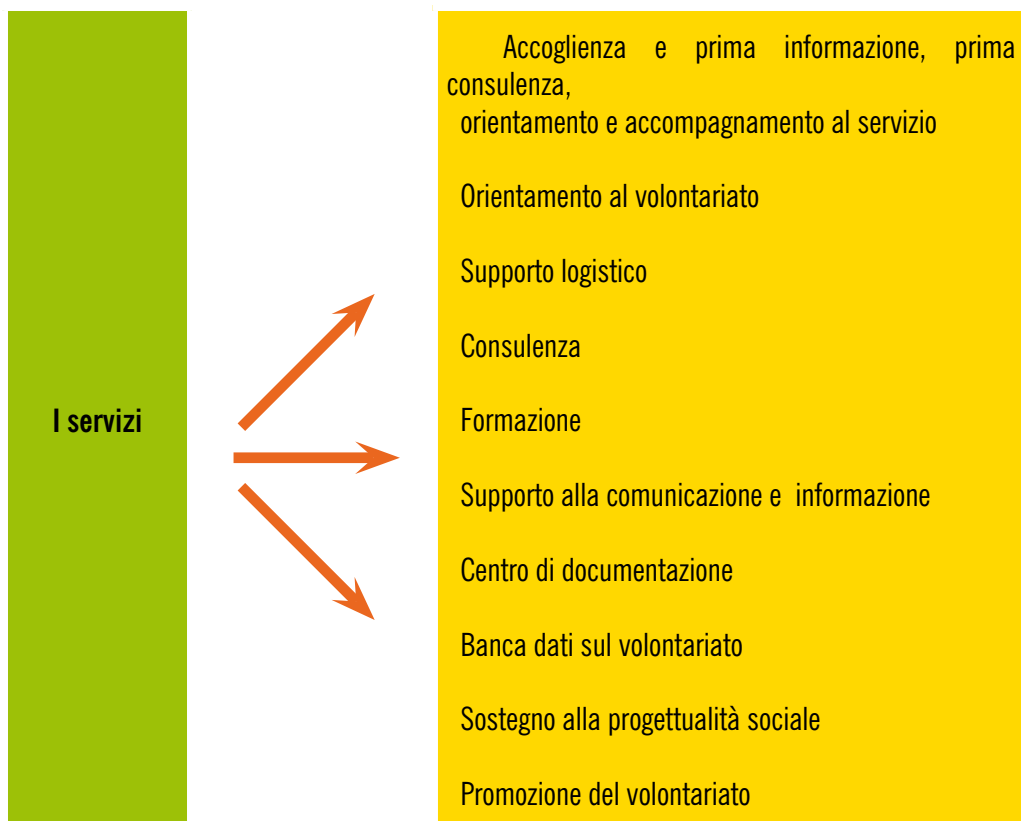 I servizi
Accoglienza e prima informazione, prima
consulenza,
orientamento e accompagnamento al servizio
Orientamento al volontariato
Supporto logistico
Consulenza
Formazione
Supporto alla comunicazione e informazione
Centro di documentazione
Banca dati sul volontariato
Sostegno alla progettualità sociale
Promozione del volontariato